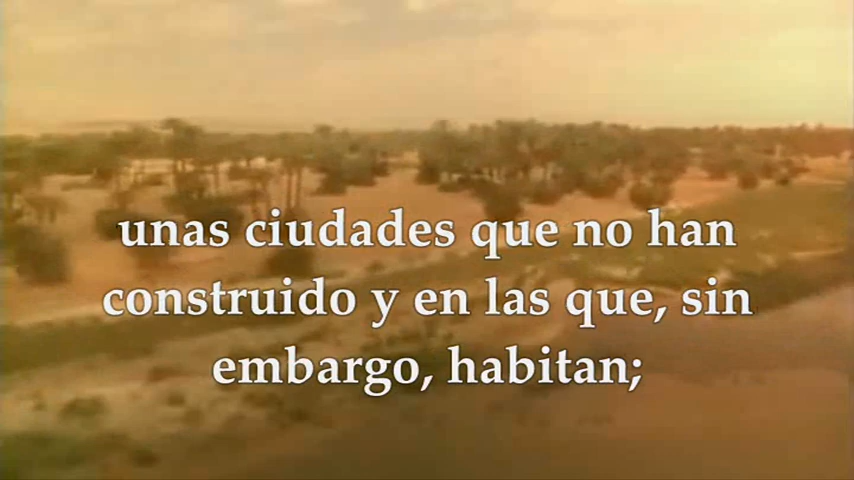 unas ciudades que no han
construido y en las que, sin
embargo, habitan;